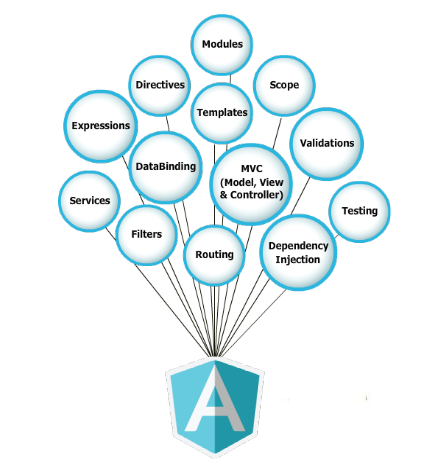 Modules
Directives
Scope
Templates
Expressions
Validations
DataBinding
MVC
(Model, View
& Controller)
Services
Testing
Filters
Routing
Dependency
Injection
A